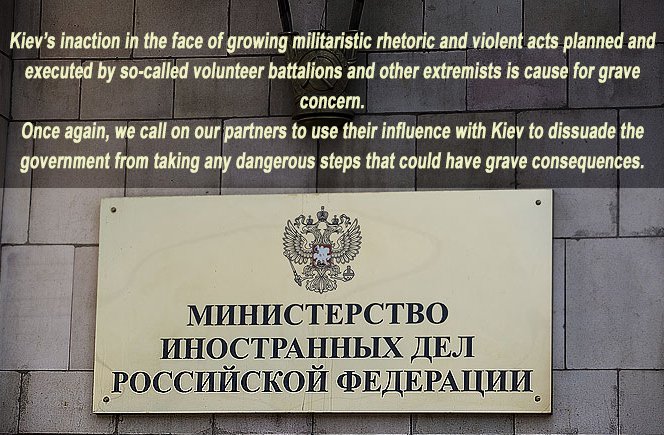 Kiev's inaction in the face of growing militaristic rhetoric and violent acts planned and
executed by so-called volunteer battalions and other extremists is cause for grave
concern.
Once again, we call on our partners to use their influence with Kiev to dissuade the
government from taking any dangerous steps that could have grave consequences.
МИНИСТЕРСТВО
ИНОСТРАННЫХ ДЕЛ
РОССИЙСКОЙ ФЕДЕРАЦИИ